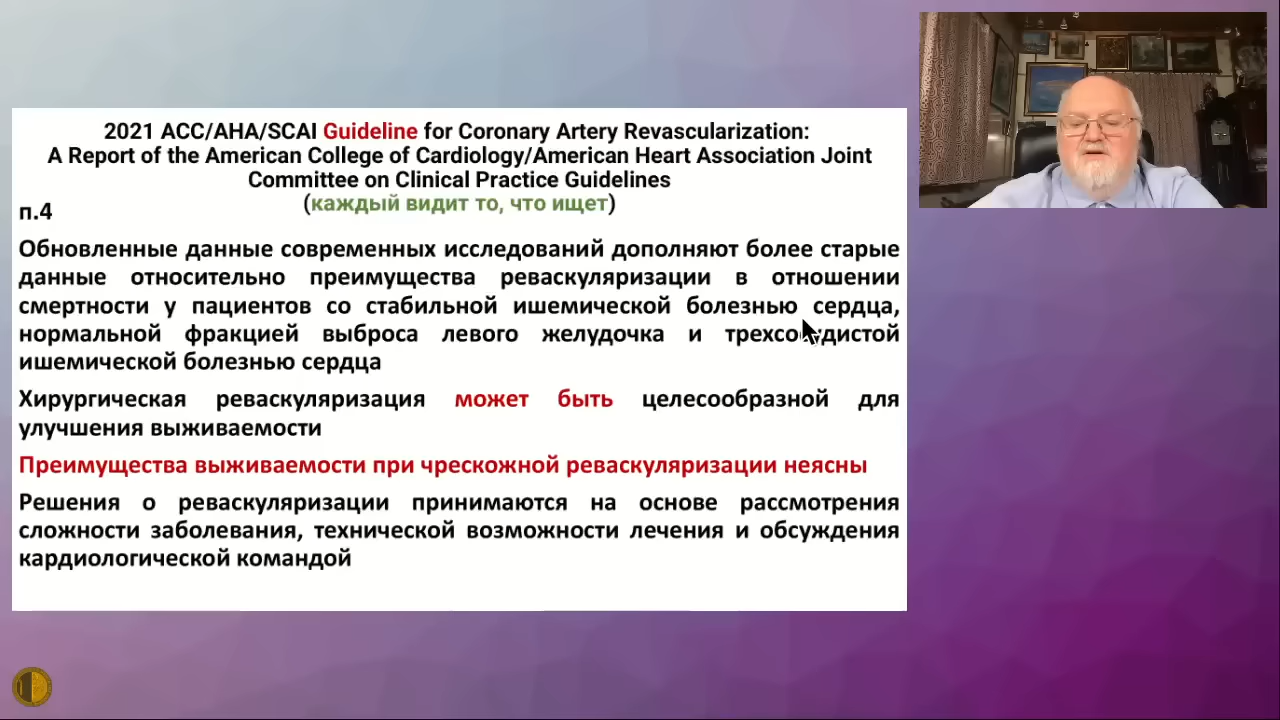 2021 ACC/AHA/SCAI Guideline for Coronary Artery Revascularization:
A Report of the American College of Cardiology/American Heart Association Joint
Committee on Clinical Practice Guidelines
(каждый видит то, что ищет)
п.4
Обновленные данные современных исследований дополняют более старые
данные относительно преимущества реваскуляризации в отношении
смертности у пациентов со стабильной ишемической болезнью сердца,
нормальной фракцией выброса левого желудочка и трехсосудистой
ишемической болезнью сердца
Хирургическая реваскуляризация может быть целесообразной для
улучшения выживаемости
Преимущества выживаемости при чрескожной реваскуляризации неясны
Решения о реваскуляризации принимаются на основе рассмотрения
сложности заболевания, технической возможности лечения и обсуждения
кардиологической командой